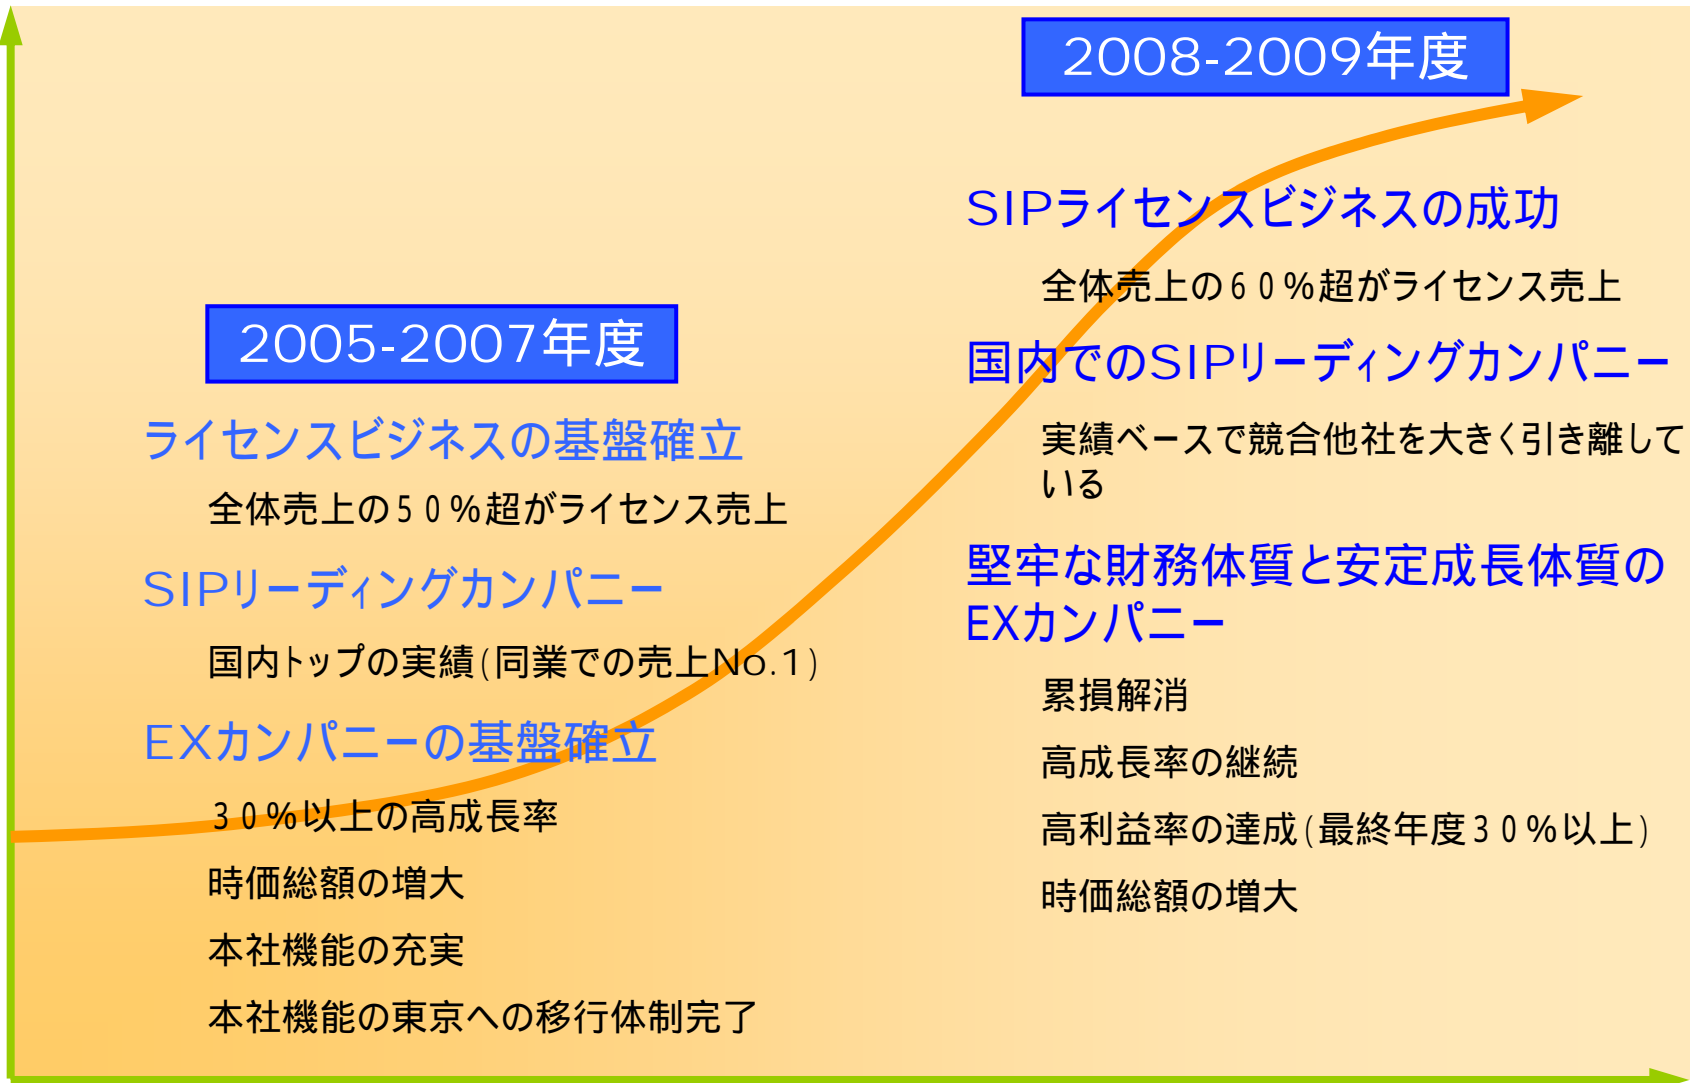 2005-2007年度
ライセンスビジネスの基盤確立
全体売上の50%超がライセンス売上
SIPリーディングカンパニー
国内トップの実績(同業での売上No.1)
EXカンパニーの基盤確立
30%以上の高成長率
時価総額の増大
本社機能の充実
本社機能の東京への移行体制完了
2008-2009年度
SIPライセンスビジネスの成功
全体売上の60%超がライセンス売上
国内でのSIPリーディングカンパニー
実績ベースで競合他社を大きく引き離して
いる
堅牢な財務体質と安定成長体質の
EXカンパニー
累損解消
高成長率の継続
高利益率の達成(最終年度30%以上)
時価総額の増大